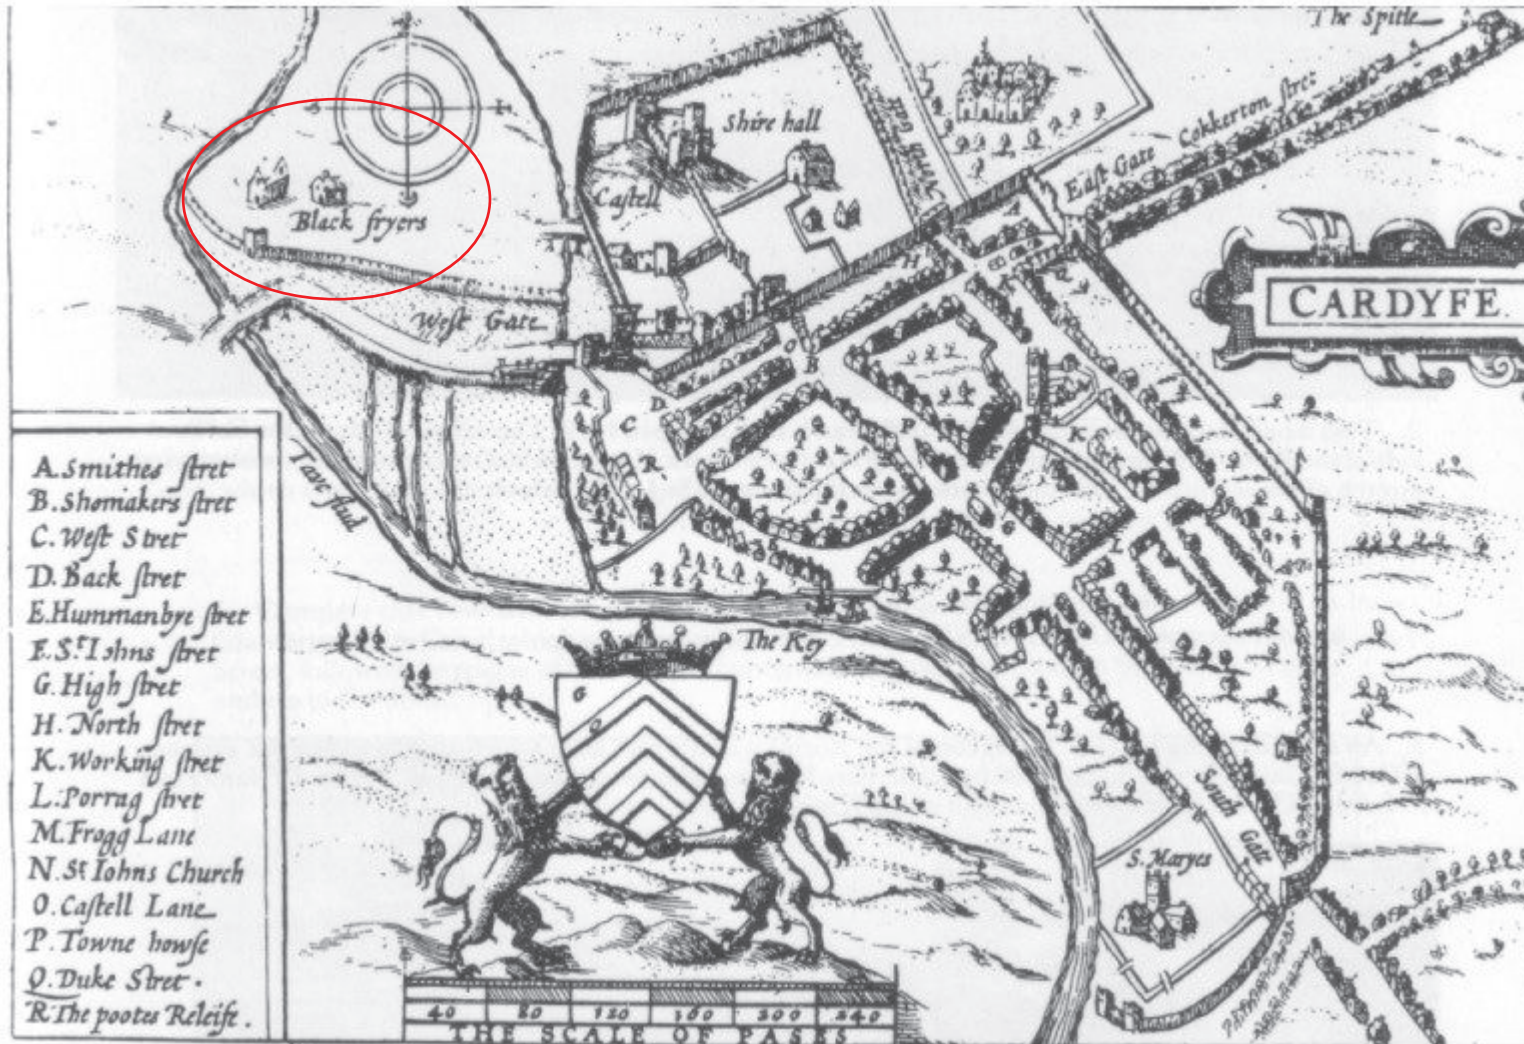 The Spitle
Cokkerton stret
East Gate
Shire hall
Castell
Black fryers
West Gate
CARDYFE.
A
H
B
D
C
P
R
K
G
L
Tave flud
The Key
G
O
South Gate
S. Maryes
A. Smithes stret
B. Shomakers stret
C. West Stret
D. Back stret
E. Hummanbye stret
F. St Iohns stret
G. High stret
H. North stret
K. Working stret
L. Porrag stret
M. Frogg Lane
N. St Iohns Church
O. Castell Lane
P. Towne howse
Q. Duke Stret.
R. The pootes Releife.
40 80 120 160 200 240
THE SCALE OF PASES